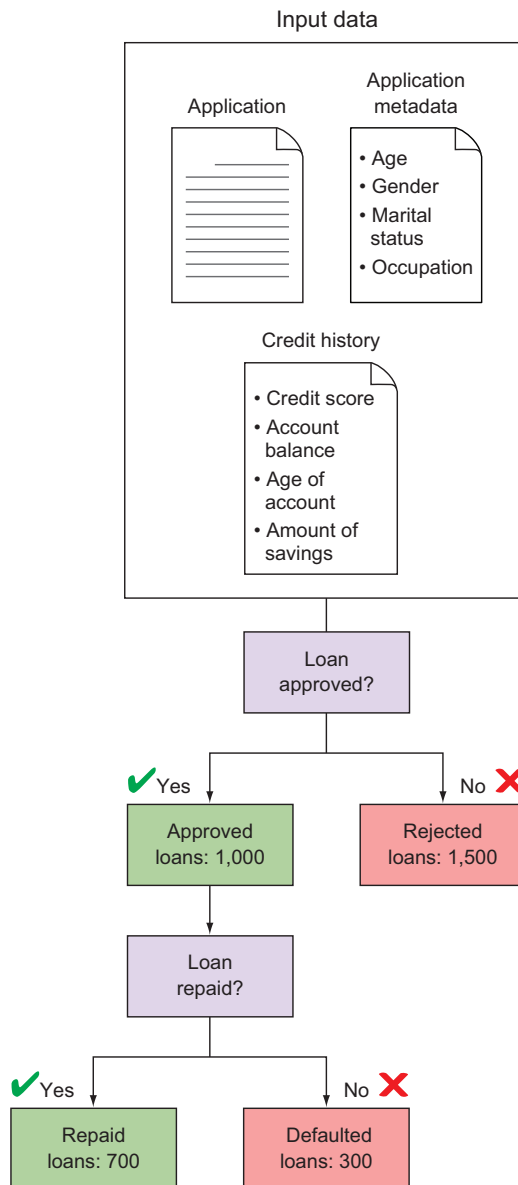 Input data
Application
Application
metadata
• Age
• Gender
• Marital
status
• Occupation
Credit history
• Credit score
• Account
balance
• Age of
account
• Amount of
savings
Loan
approved?
Yes
No
Approved
loans: 1,000
Rejected
loans: 1,500
Loan
repaid?
Yes
No
Repaid
loans: 700
Defaulted
loans: 300